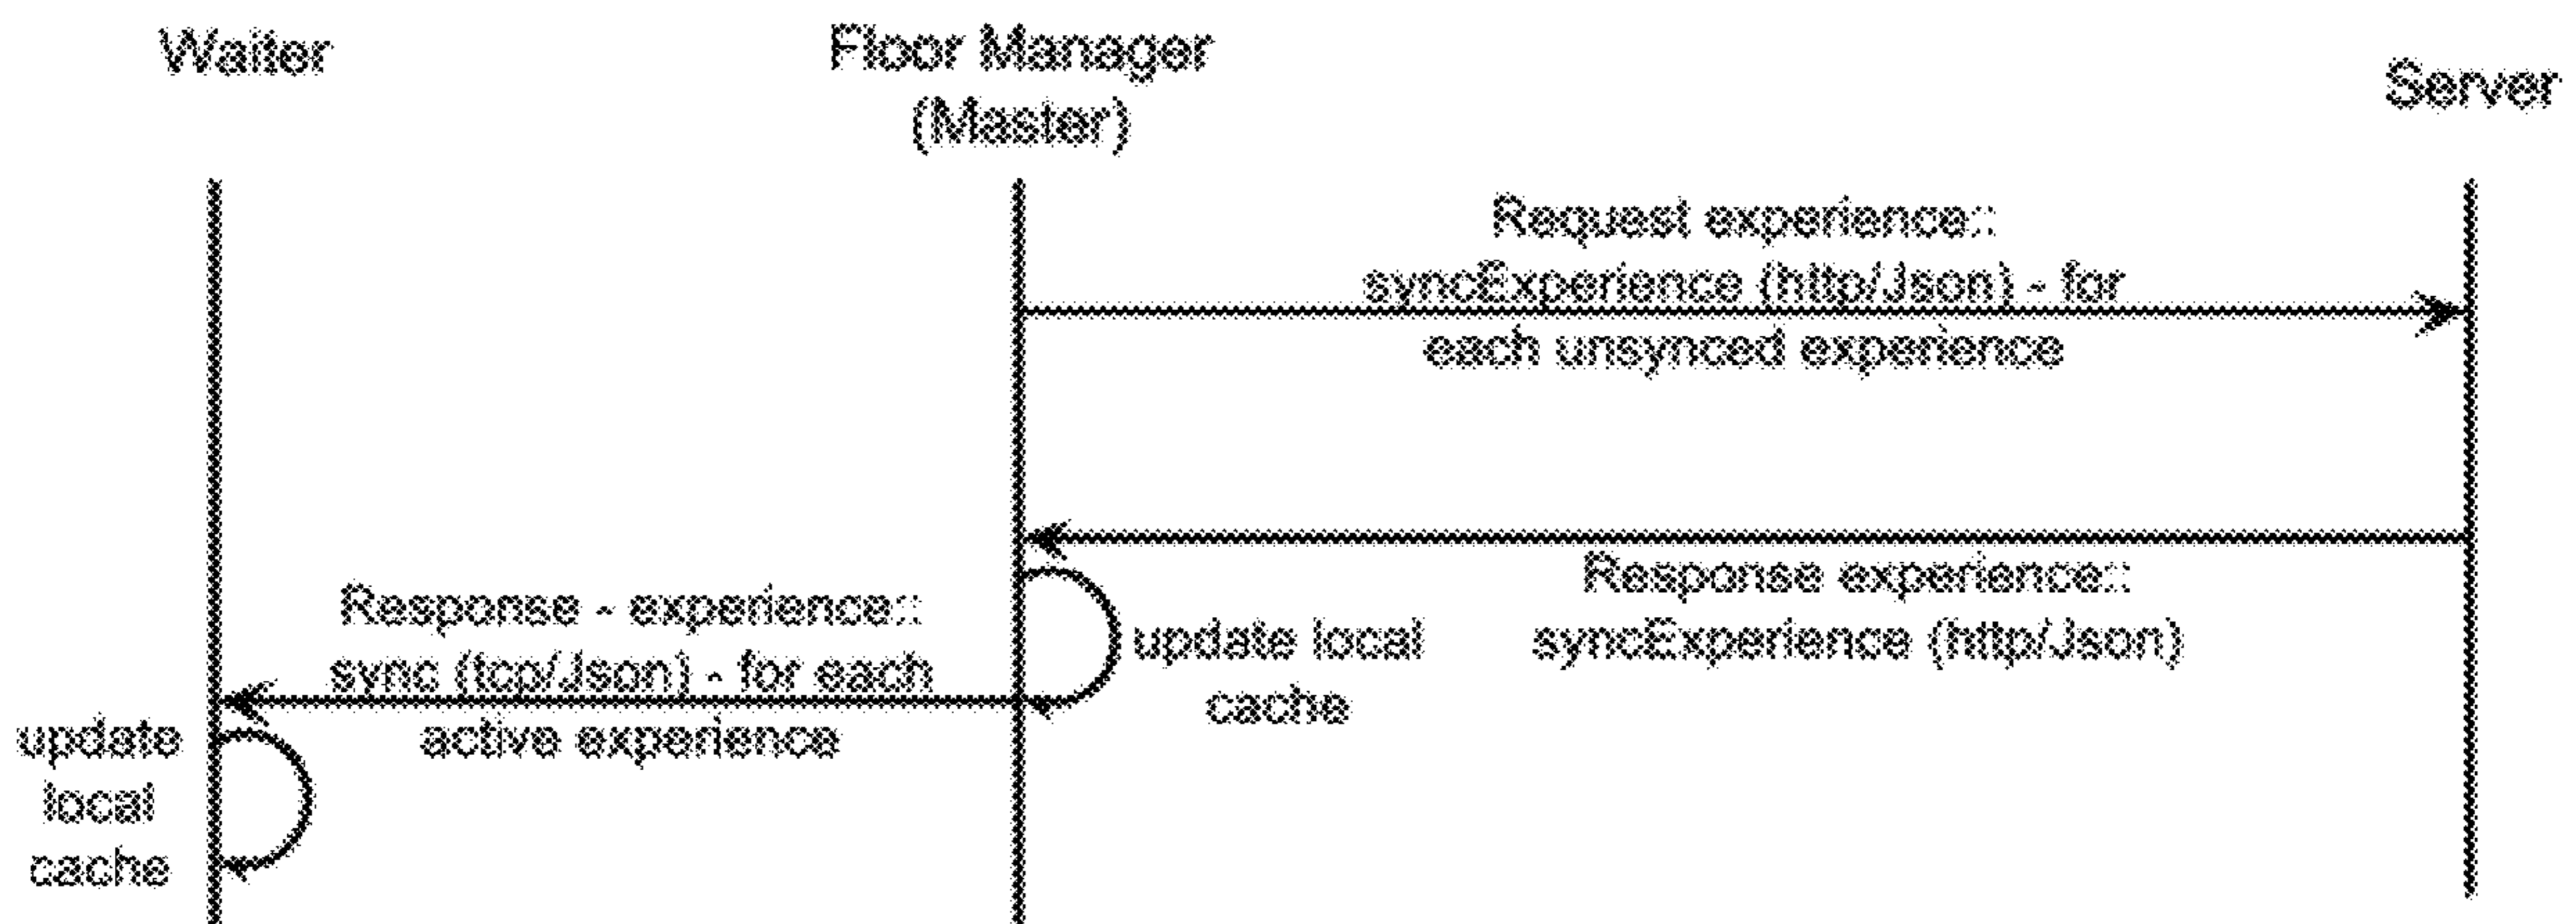 Waiter
Floor Manager
(Master)
Server
Request experience::
syncExperience (http/Json) - for
each unsynced experience
Response experience::
syncExperience (http/Json)
update local
cache
Response - experience::
sync (tcp/Json) - for each
active experience
update
local
cache